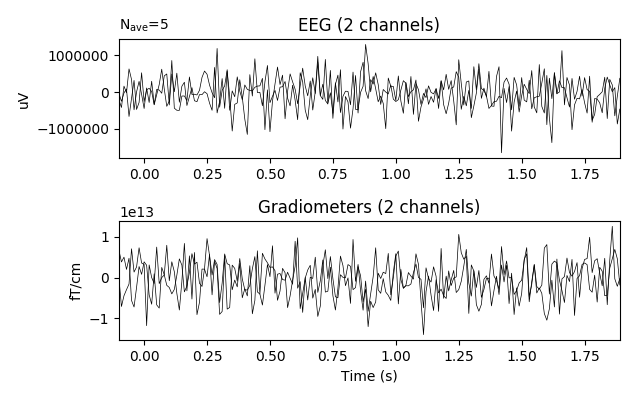 N_ave=5
EEG (2 channels)
1000000
0
−1000000
uV
0.00 0.25 0.50 0.75 1.00 1.25 1.50 1.75
1e13
Gradiometers (2 channels)
1
0
−1
fT/cm
0.00 0.25 0.50 0.75 1.00 1.25 1.50 1.75
Time (s)